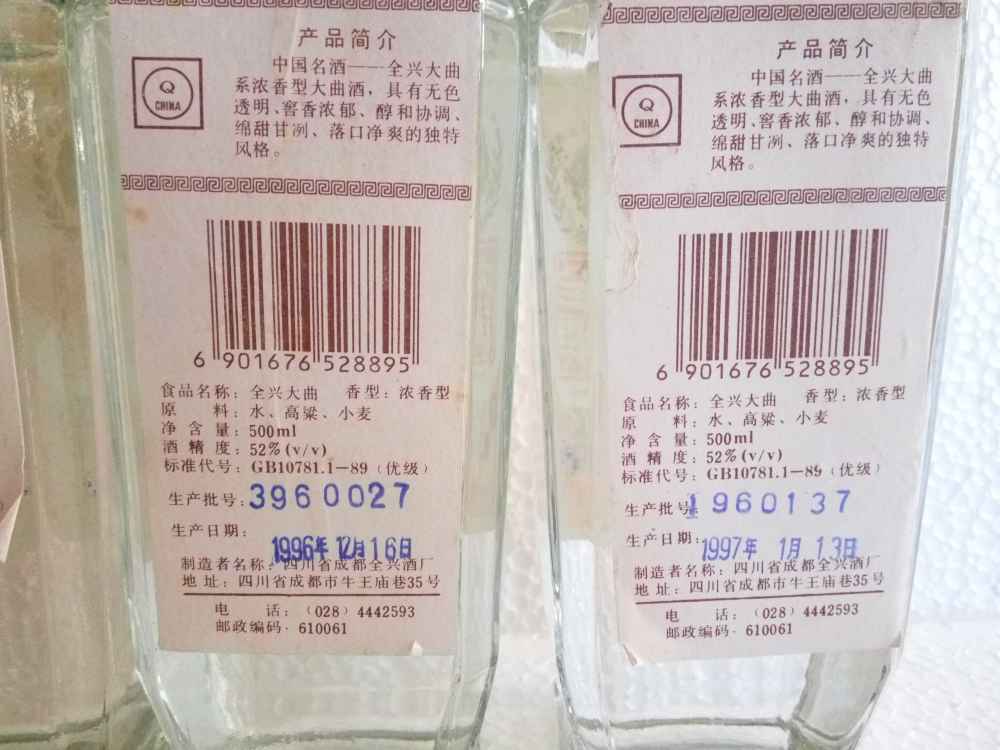 产品简介
Q
CHINA
中国名酒——全兴大曲
系浓香型大曲酒，具有无色
透明、窖香浓郁、醇和协调、
绵甜甘冽、落口净爽的独特
风格。
6 901676 528895
食品名称：全兴大曲 香型：浓香型
原 料：水、高粱、小麦
净 含 量：500ml
酒 精 度：52%(v/v)
标准代号：GB10781.1—89（优级）
生产批号:3960027
生产日期:
1996年 12月16日
制造者名称：四川省成都全兴酒厂
地 址：四川省成都市牛王庙巷35号
电 话：（028）4442593
邮政编码· 610061
产品简介
Q
CHINA
中国名酒——全兴大曲
系浓香型大曲酒，具有无色
透明、窖香浓郁、醇和协调、
绵甜甘冽、落口净爽的独特
风格。
6 901676 528895
食品名称：全兴大曲 香型：浓香型
原 料：水、高粱、小麦
净 含 量：500ml
酒 精 度：52%(v/v)
标准代号：GB10781.1—89（优级）
生产批号 1960137
生产日期:
1997年 1月 13日
制造者名称：四川省成都全兴酒厂
地 址：四川省成都市牛王庙巷35号
电 话：（028）4442593
邮政编码· 610061